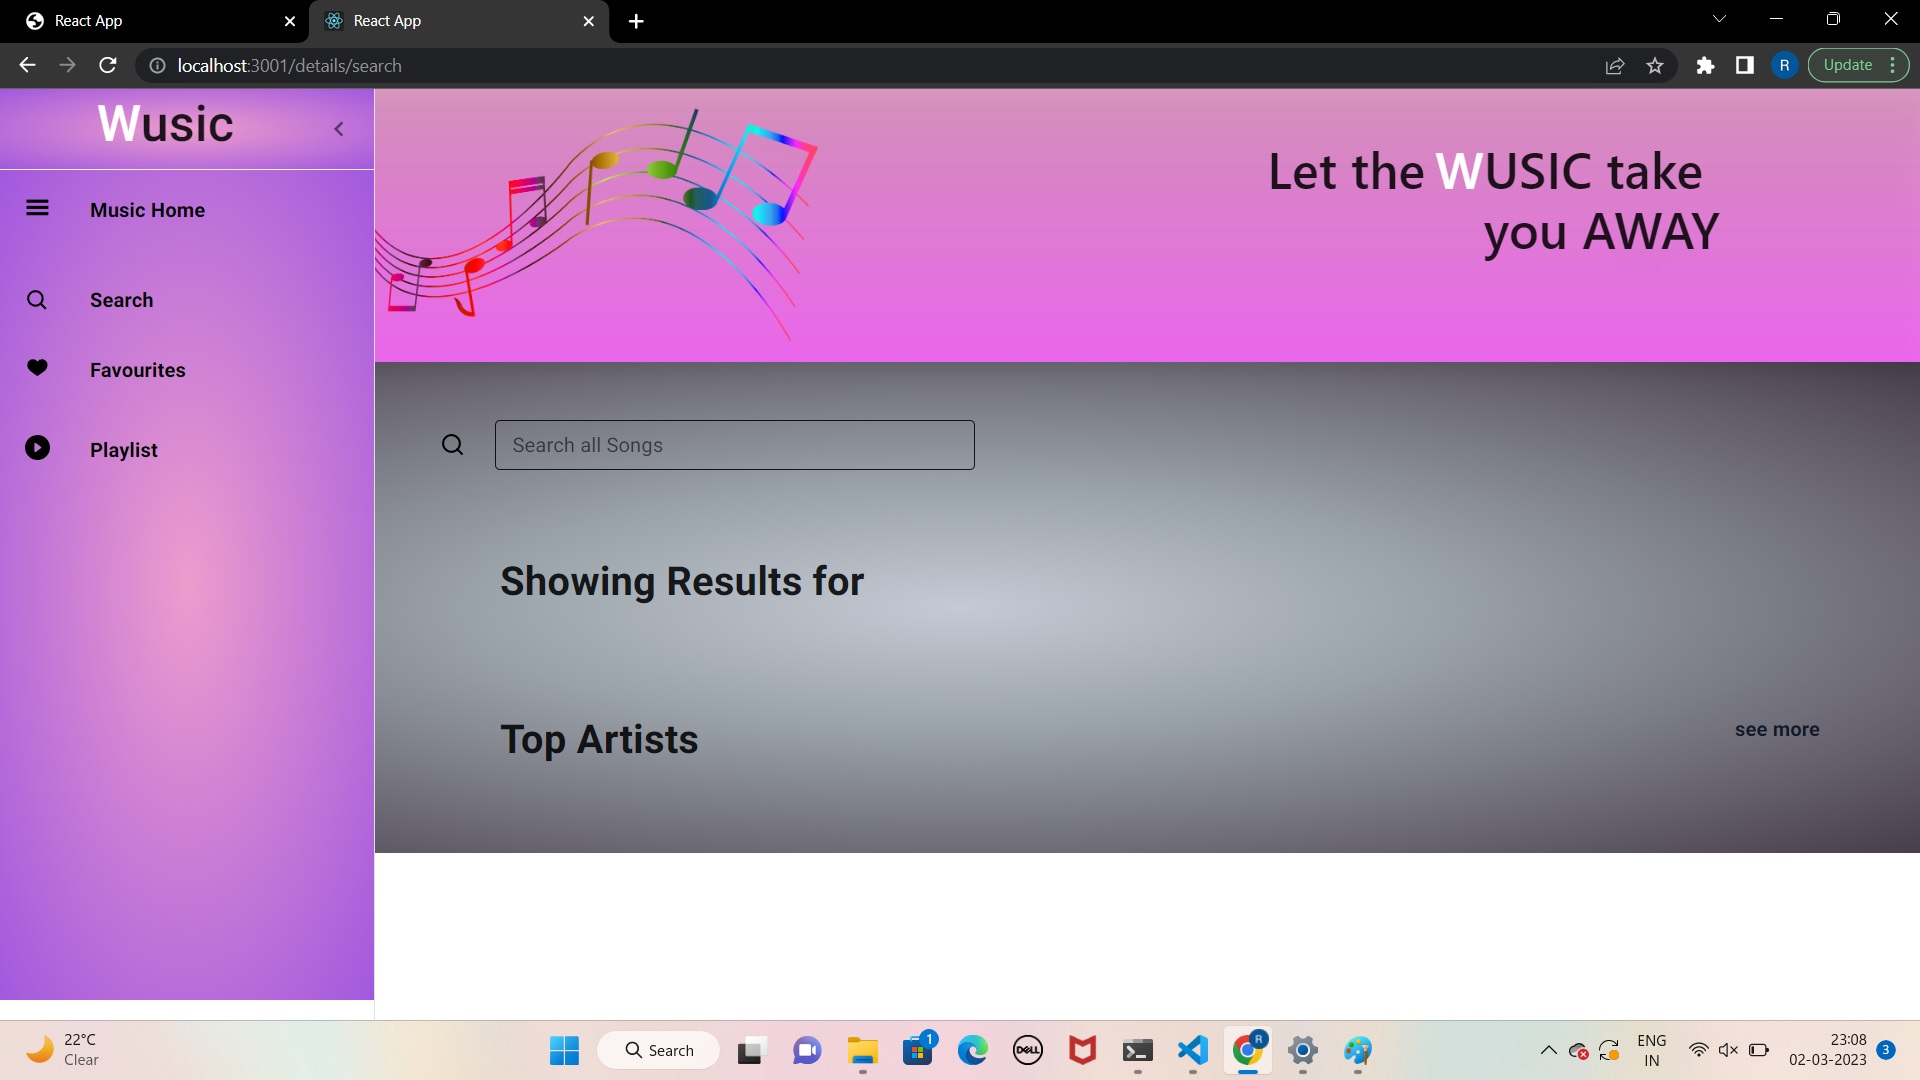 React App
React App
localhost:3001/details/search
R
Update
Wusic
Music Home
Search
Favourites
Playlist
Let the WUSIC take
you AWAY
Search all Songs
Showing Results for
Top Artists
see more
22°C
Clear
Search
1
DELL
R
ENG
IN
23:08
02-03-2023
3